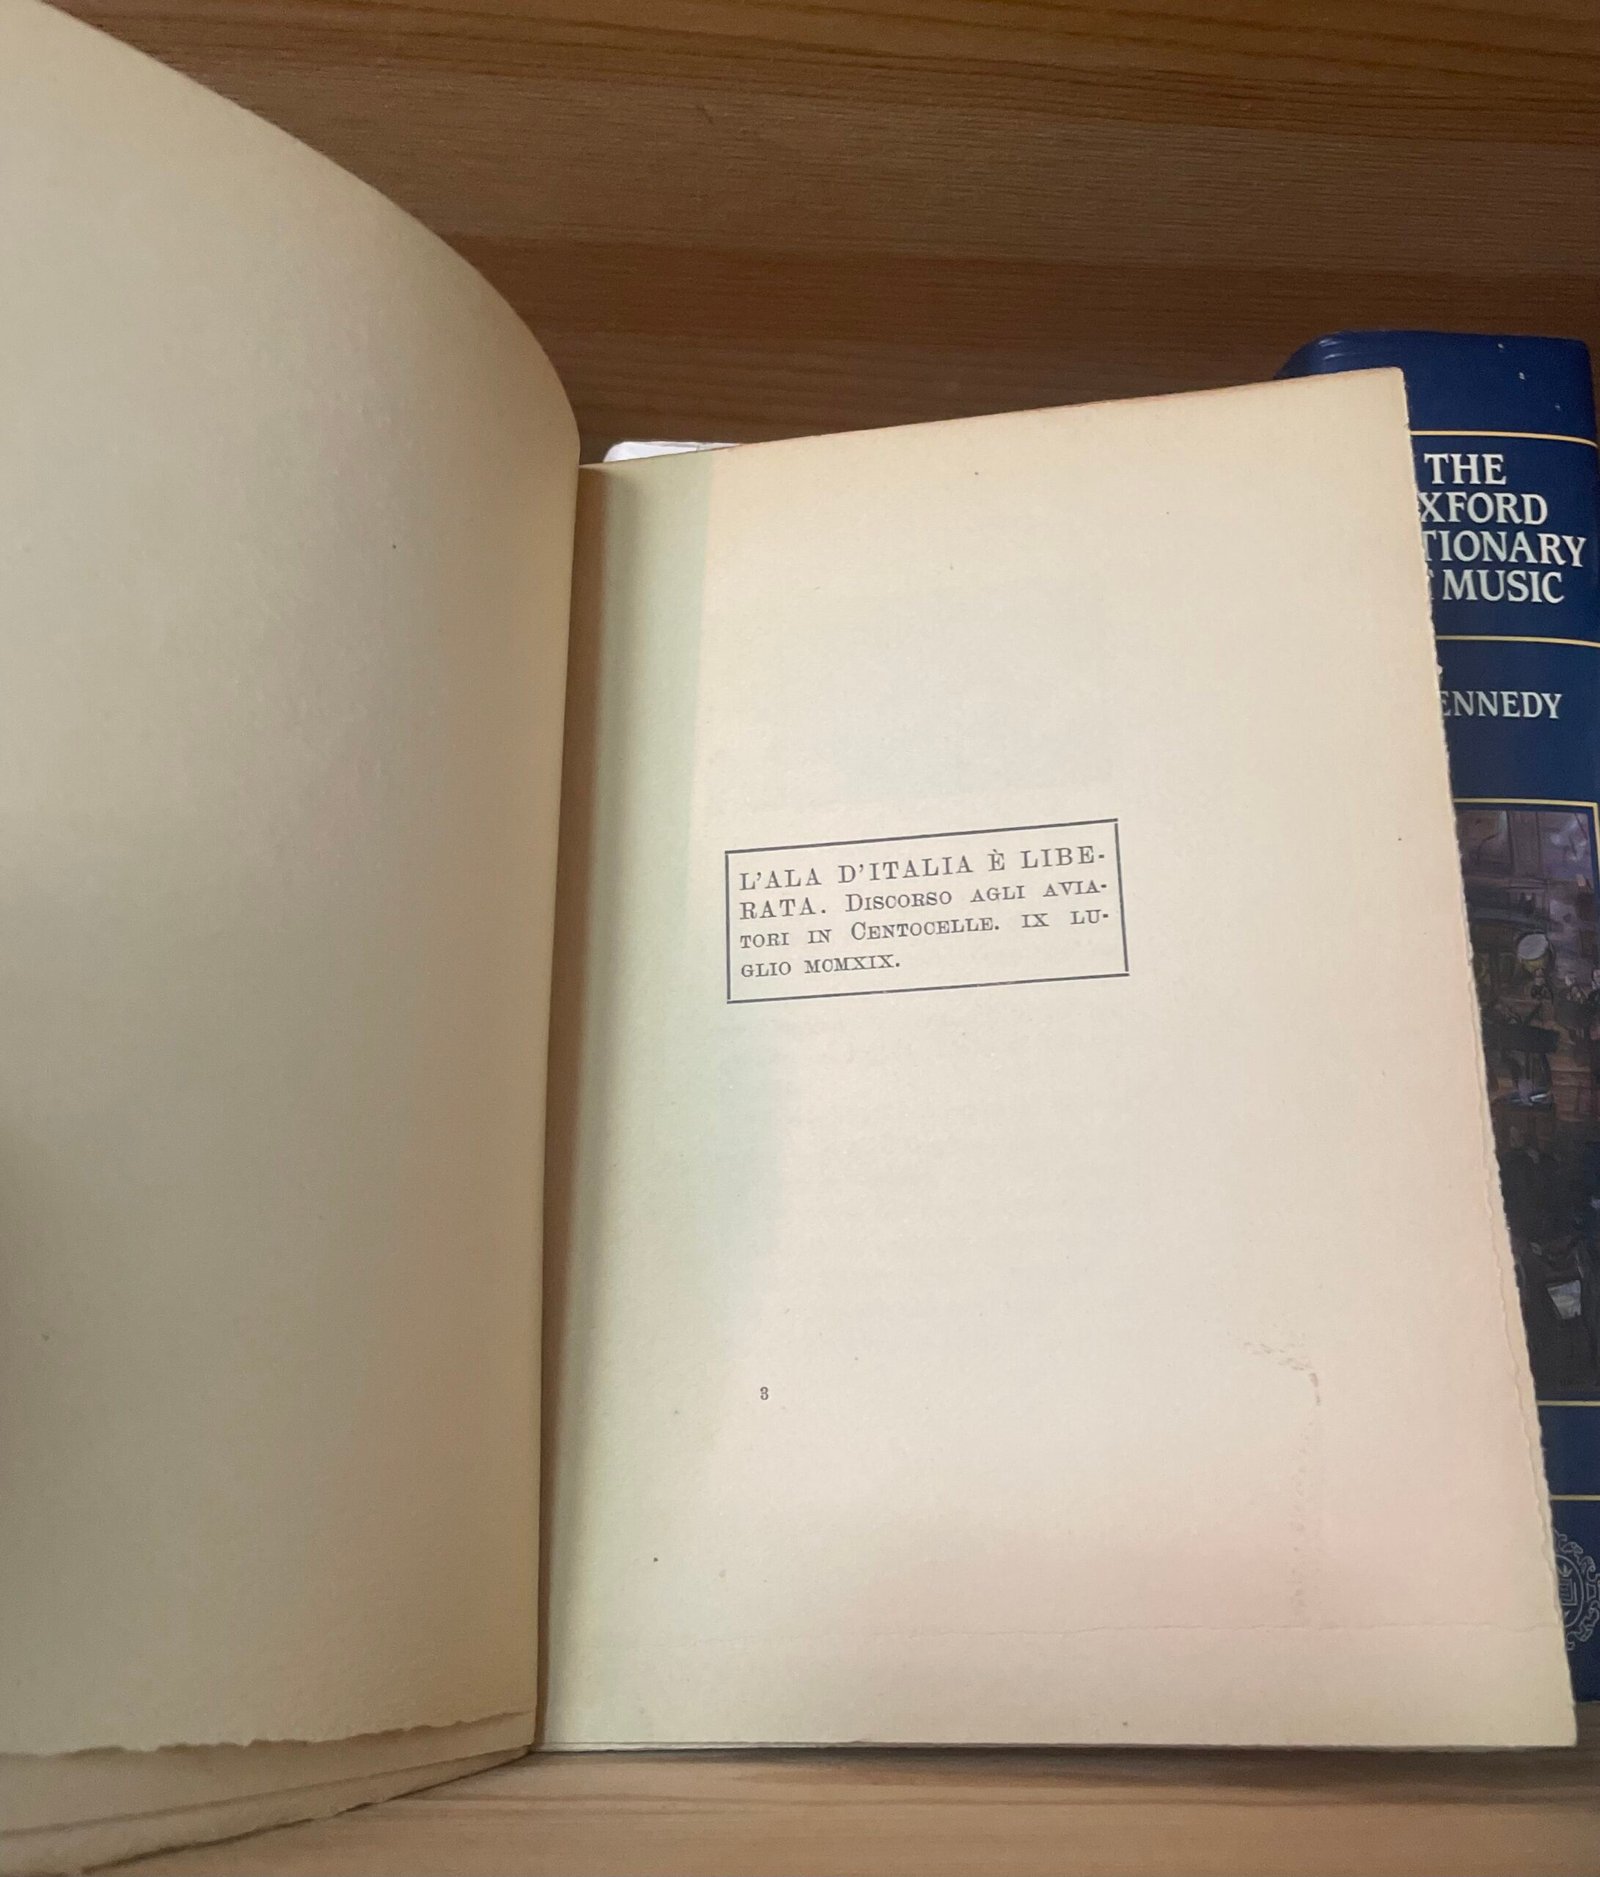 L'ALA D'ITALIA È LIBE-
RATA. DISCORSO AGLI AVIA-
TORI IN CENTOCELLE. IX LU-
GLIO MCMXIX.
3
THE
XFORD
TIONARY
MUSIC
ENNEDY